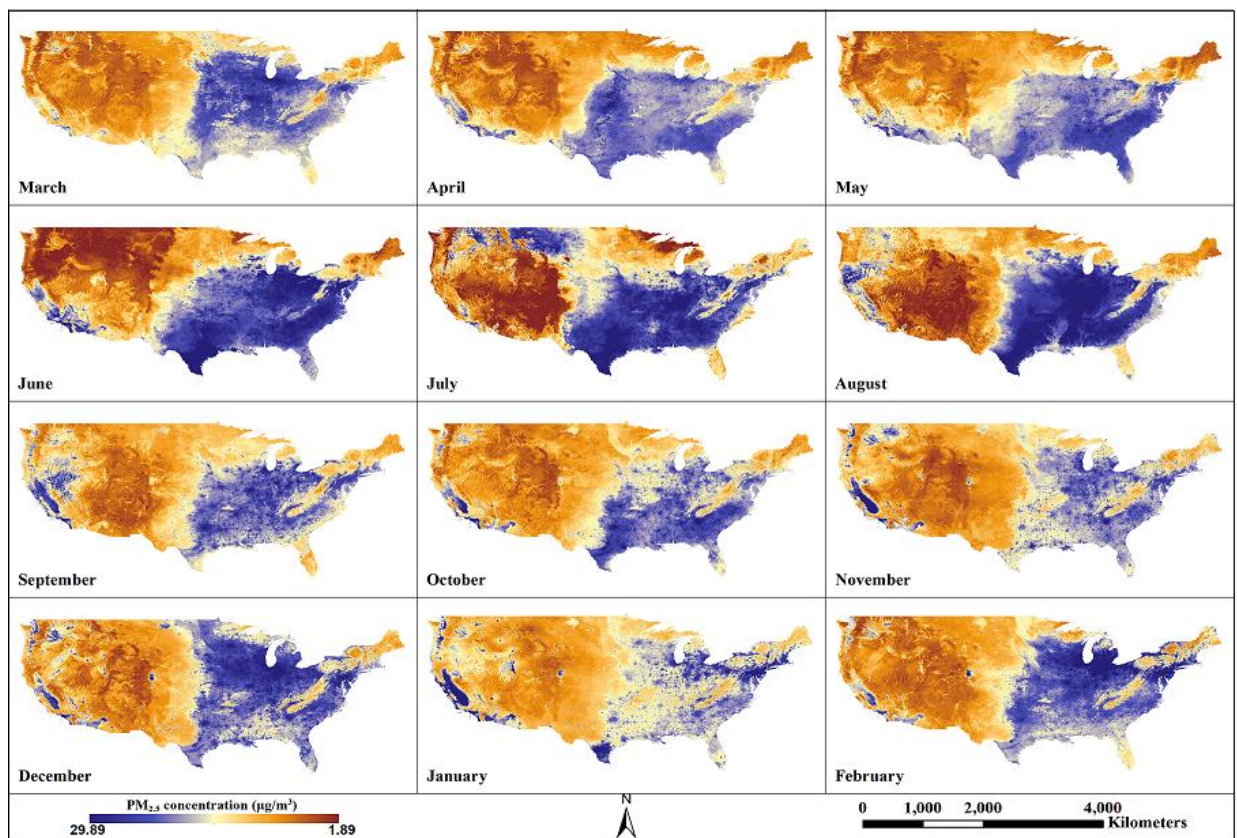 March
April
May
June
July
August
September
October
November
December
January
February
PM2.5 concentration (µg/m³)
29.89
1.89
N
0 1,000 2,000 4,000
Kilometers